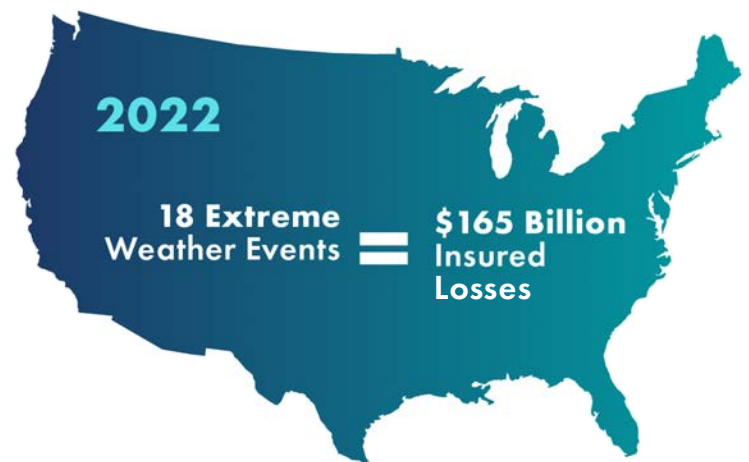 2022
18 Extreme
Weather Events
=
$165 Billion
Insured
Losses